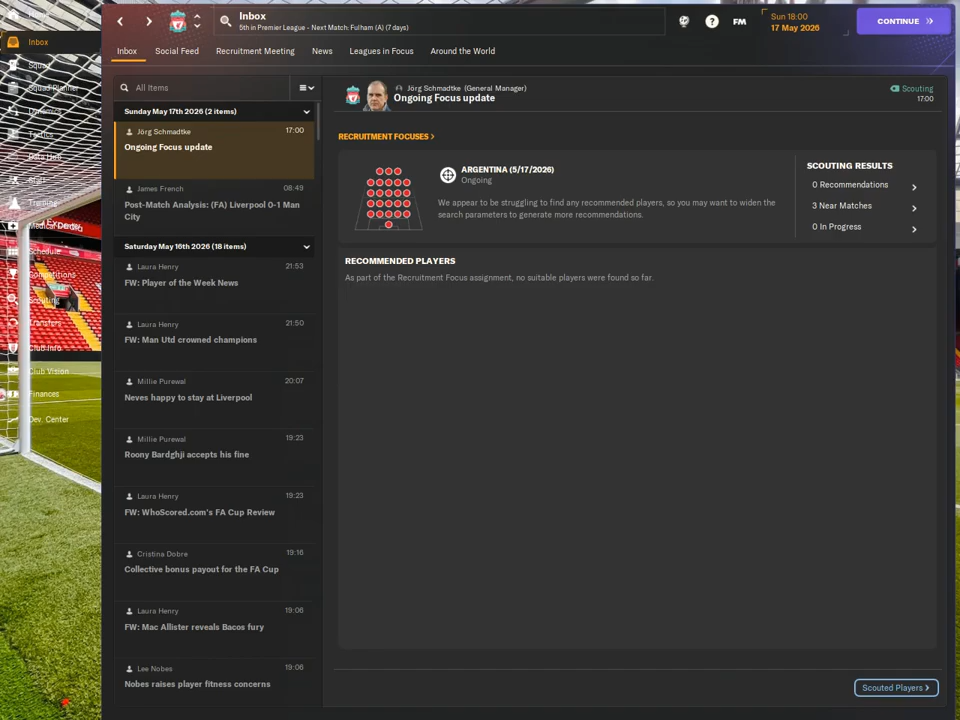 Home
Inbox
Squad
Squad Planner
Dynamics
Tactics
Data Hub
Staff
Training
Medical Centre
Schedule
Competitions
Scouting
Transfers
Club Info
Club Vision
Finances
Dev. Center
Inbox
5th in Premier League - Next Match: Fulham (A) (7 days)
?
FM
Sun 18:00
17 May 2026
CONTINUE
Inbox
Social Feed
Recruitment Meeting
News
Leagues in Focus
Around the World
All Items
Sunday May 17th 2026 (2 items)
Jörg Schmadtke
17:00
Ongoing Focus update
James French
08:49
Post-Match Analysis: (FA) Liverpool 0-1 Man
City
Saturday May 16th 2026 (18 items)
Laura Henry
21:53
FW: Player of the Week News
Laura Henry
21:50
FW: Man Utd crowned champions
Millie Purewal
20:07
Neves happy to stay at Liverpool
Millie Purewal
19:23
Roony Bardghji accepts his fine
Laura Henry
19:23
FW: WhoScored.com's FA Cup Review
Cristina Dobre
19:16
Collective bonus payout for the FA Cup
Laura Henry
19:06
FW: Mac Allister reveals Bacos fury
Lee Nobes
19:06
Nobes raises player fitness concerns
Jörg Schmadtke (General Manager)
Ongoing Focus update
Scouting
17:00
RECRUITMENT FOCUSES >
ARGENTINA (5/17/2026)
Ongoing
We appear to be struggling to find any recommended players, so you may want to widen the
search parameters to generate more recommendations.
SCOUTING RESULTS
0 Recommendations
3 Near Matches
0 In Progress
RECOMMENDED PLAYERS
As part of the Recruitment Focus assignment, no suitable players were found so far.
Scouted Players >